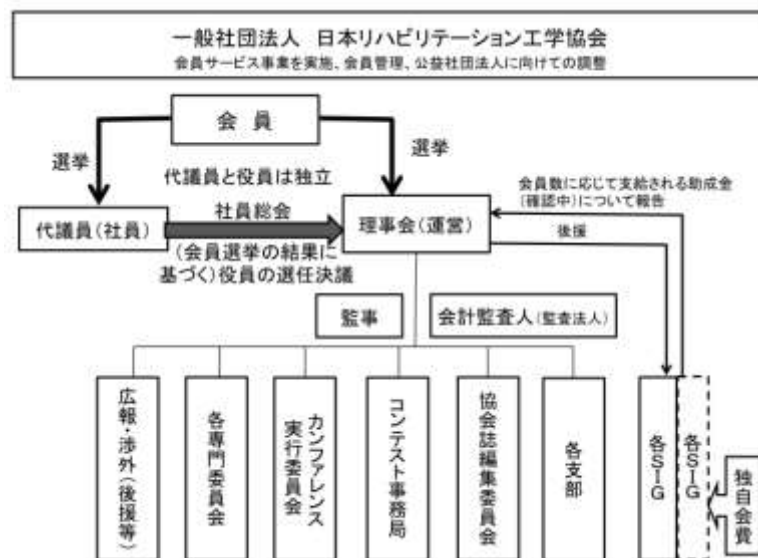 一般社団法人 日本リハビリテーション工学協会
会員サービス事業を実施、会員管理、公益社団法人に向けての調整
会 員
選挙
選挙
代議員と役員は独立
会員数に応じて支給される助成金
(確認中)について報告
代議員(社員)
社員総会
理事会(運営)
後援
(会員選挙の結果に
基づく)役員の選任決議
監事
会計監査人(監査法人)
広報・渉外(後援等)
各専門委員会
カンファレンス
実行委員会
コンテスト事務局
協会誌編集委員会
各支部
各SIG
各SIG
独自会費